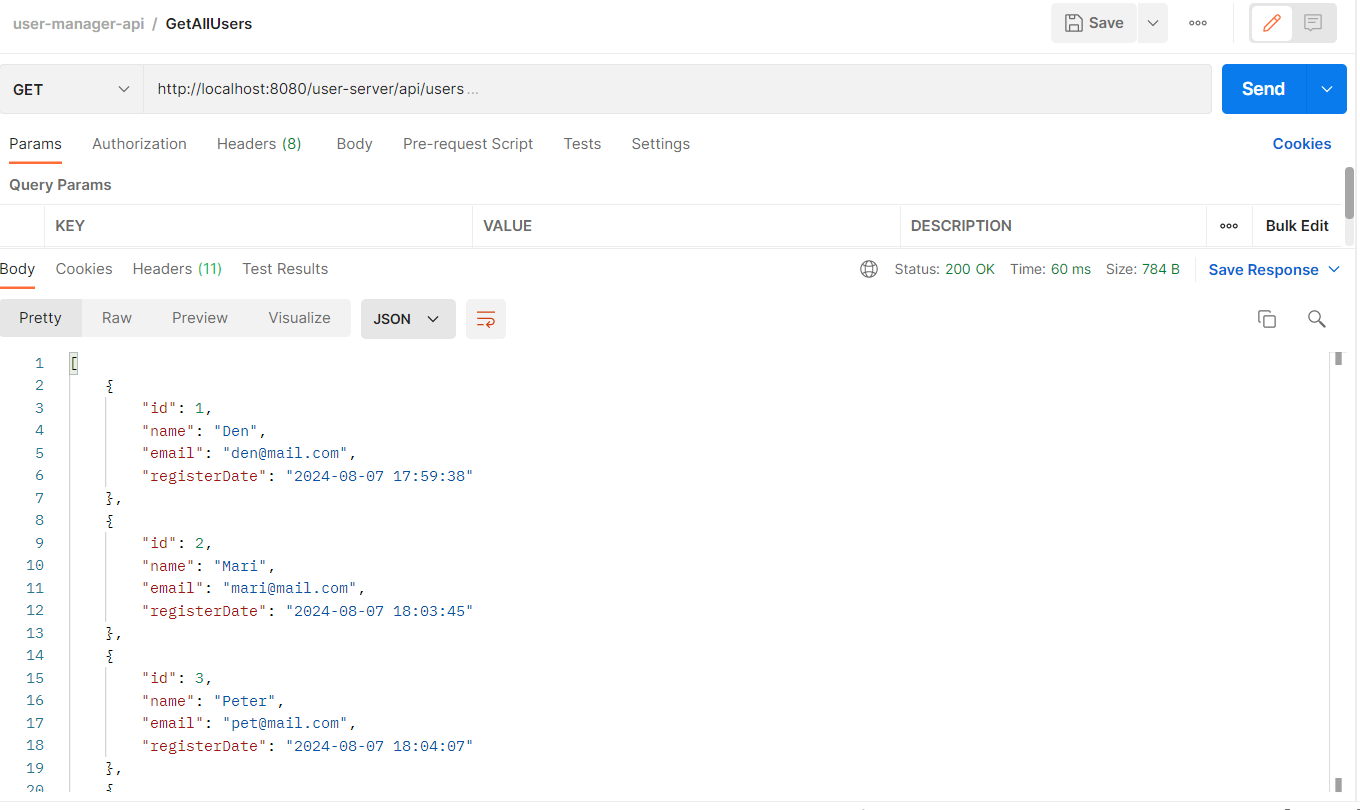 user-manager-api / GetAllUsers
Save
GET
http://localhost:8080/user-server/api/users ...
Send
Params Authorization Headers (8) Body Pre-request Script Tests Settings
Cookies
Query Params
KEY VALUE DESCRIPTION ooo Bulk Edit
Body Cookies Headers (11) Test Results
Status: 200 OK Time: 60 ms Size: 784 B Save Response
Pretty Raw Preview Visualize JSON
1 [
2 {
3 "id": 1,
4 "name": "Den",
5 "email": "den@mail.com",
6 "registerDate": "2024-08-07 17:59:38"
7 },
8 {
9 "id": 2,
10 "name": "Mari",
11 "email": "mari@mail.com",
12 "registerDate": "2024-08-07 18:03:45"
13 },
14 {
15 "id": 3,
16 "name": "Peter",
17 "email": "pet@mail.com",
18 "registerDate": "2024-08-07 18:04:07"
19 },
20 {